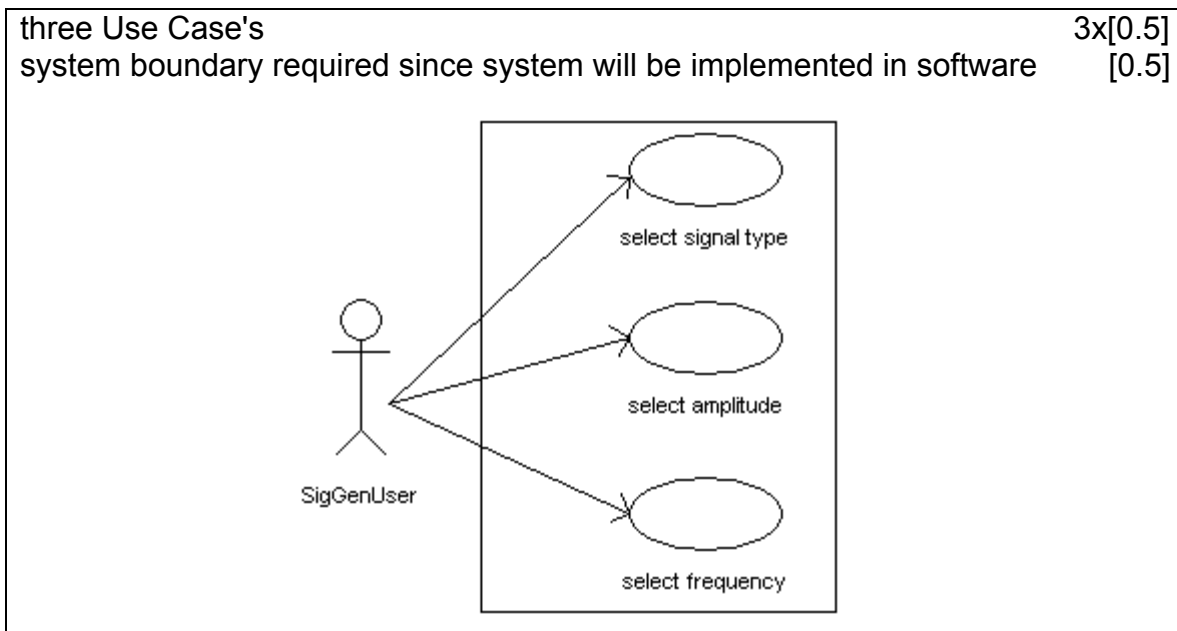 three Use Case's 3x[0.5]
system boundary required since system will be implemented in software [0.5]
select signal type
select amplitude
SigGenUser
select frequency